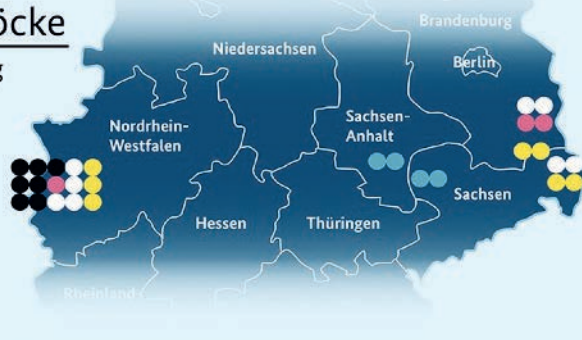 öcke
g
Brandenburg
Niedersachsen
Berlin
Sachsen-
Anhalt
Nordrhein-
Westfalen
Sachsen
Hessen
Thüringen
Rheinland-